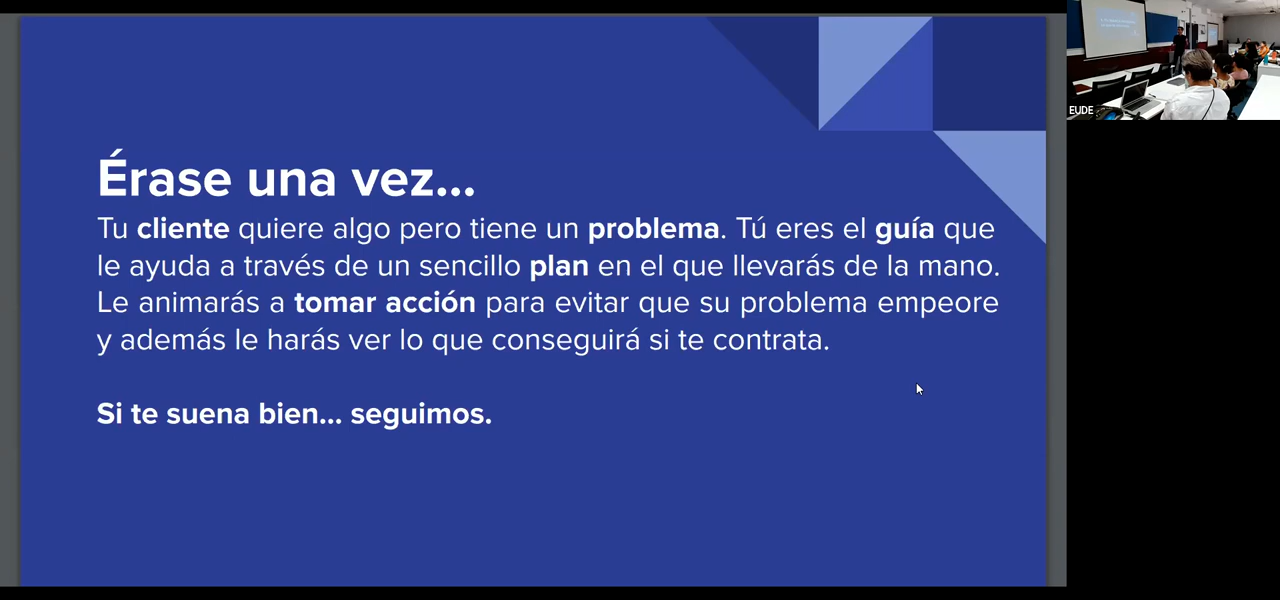 Érase una vez...
Tu cliente quiere algo pero tiene un problema. Tú eres el guía que
le ayuda a través de un sencillo plan en el que llevarás de la mano.
Le animarás a tomar acción para evitar que su problema empeore
y además le harás ver lo que conseguirá si te contrata.
Si te suena bien... seguimos.
EUDE